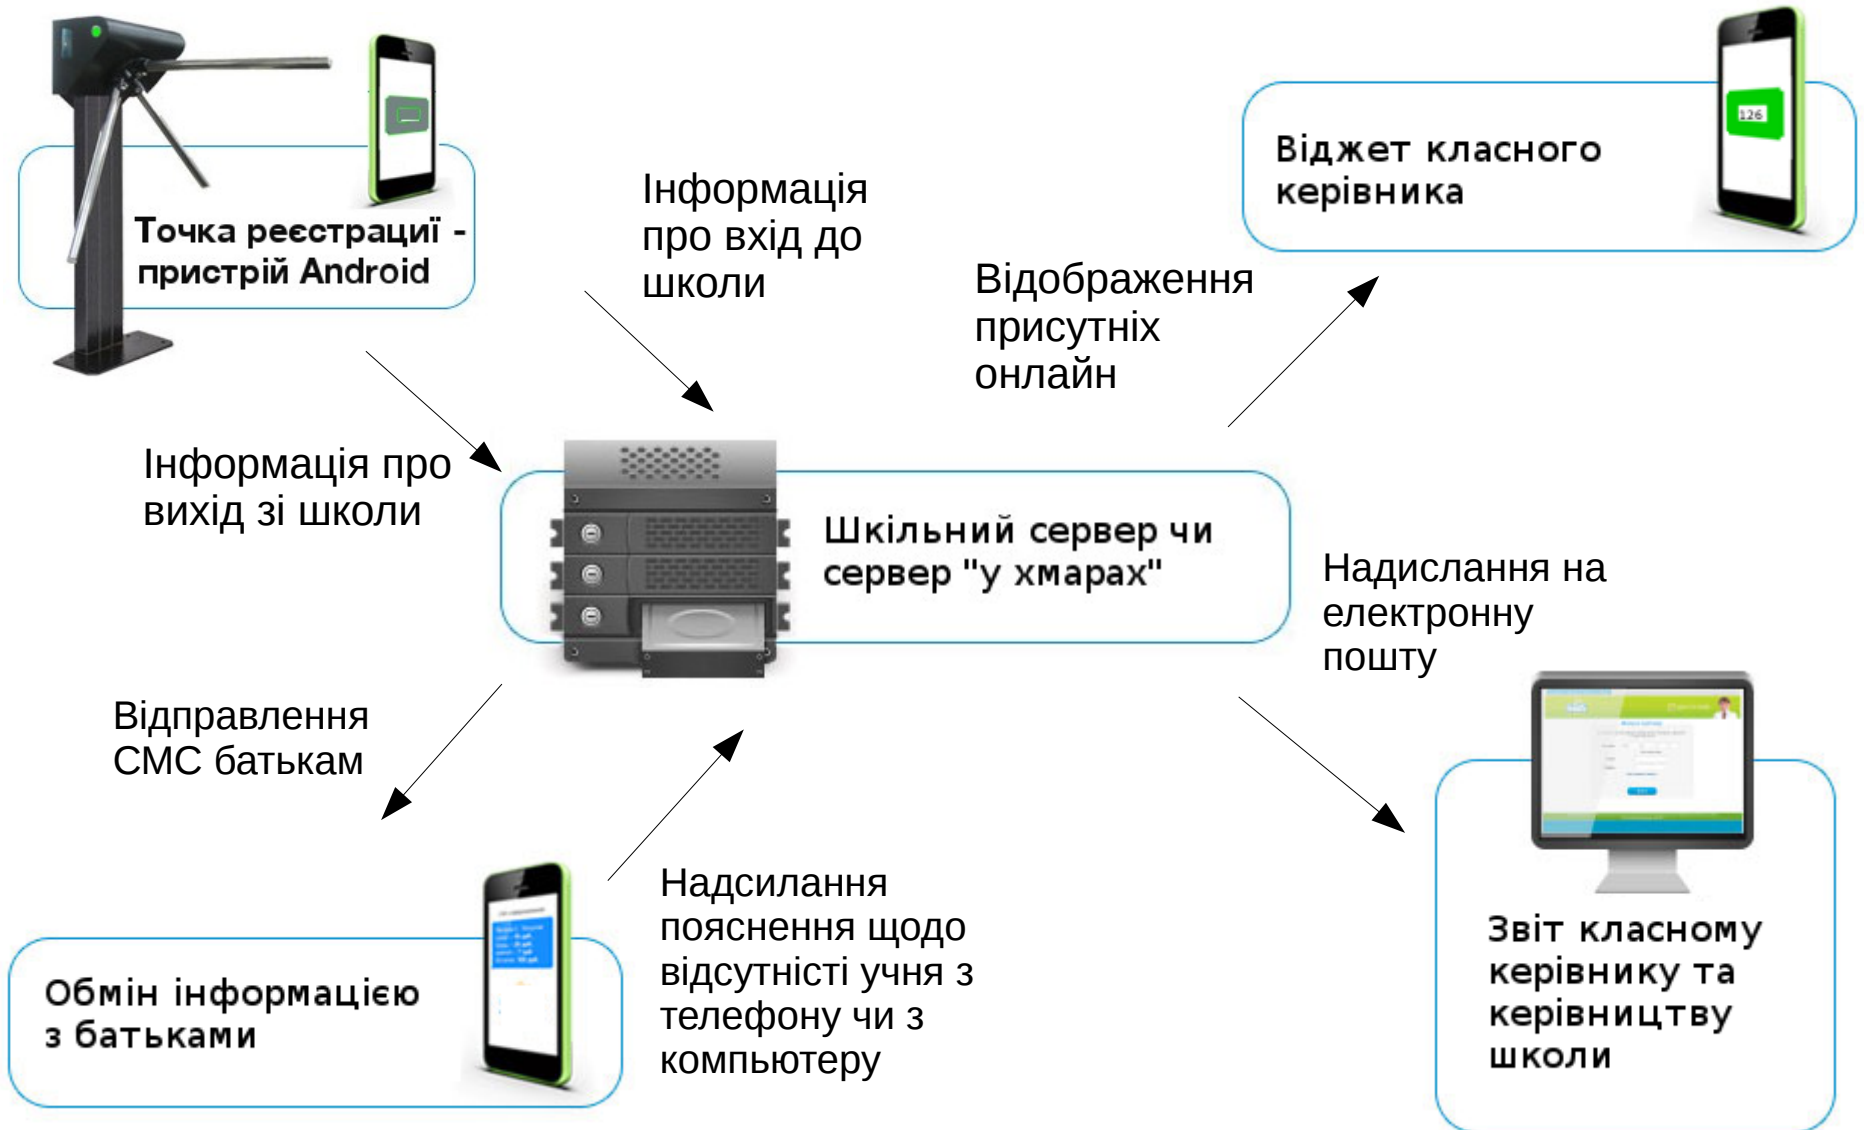 Точка реєстрациї -
пристрій Android
Інформація
про вхід до
школи
Відображення
присутніх
онлайн
Віджет класного
керівника
126
Інформація про
вихід зі школи
Шкільний сервер чи
сервер "у хмарах"
Надислання на
електронну
пошту
Відправлення
СМС батькам
Обмін інформацією
з батьками
Надсилання
пояснення щодо
відсутністі учня з
телефону чи з
компьютеру
Звіт класному
керівнику та
керівництву
школи